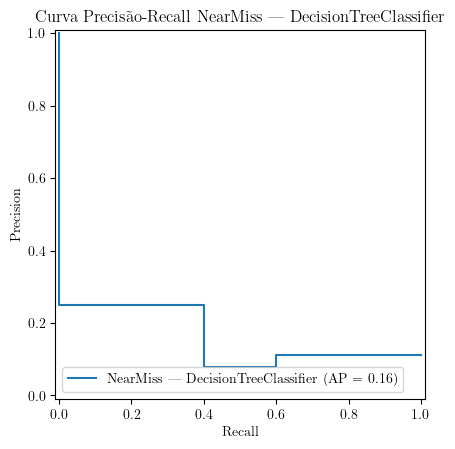 Curva Precisão-Recall NearMiss — DecisionTreeClassifier
1.0
0.8
0.6
0.4
0.2
0.0
Precision
NearMiss — DecisionTreeClassifier (AP = 0.16)
0.0 0.2 0.4 0.6 0.8 1.0
Recall